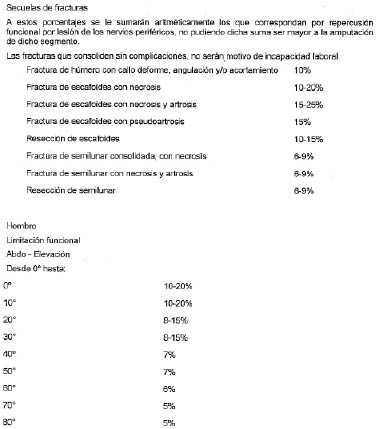 Secuelas de fracturas
A estos porcentajes se le sumarán aritméticamente los que correspondan por repercusión
funcional por lesión de los nervios periféricos, no pudiendo dicha suma ser mayor a la amputación
de dicho segmento.
Las fracturas que consoliden sin complicaciones, no serán motivo de incapacidad laboral.
Fractura de húmero con callo deforme, angulación y/o acortamiento 10%
Fractura de escafoides con necrosis 10-20%
Fractura de escafoides con necrosis y artrosis 15-25%
Fractura de escafoides con pseudoartrosis 15%
Resección de escafoides 10-15%
Fractura de semilunar consolidada, con necrosis 6-9%
Fractura de semilunar con necrosis y artrosis 6-9%
Resección de semilunar 6-9%
Hombro
Limitación funcional
Abdo - Elevación
Desde 0° hasta:
0° 10-20%
10° 10-20%
20° 8-15%
30° 8-15%
40° 7%
50° 7%
60° 6%
70° 5%
80° 5%